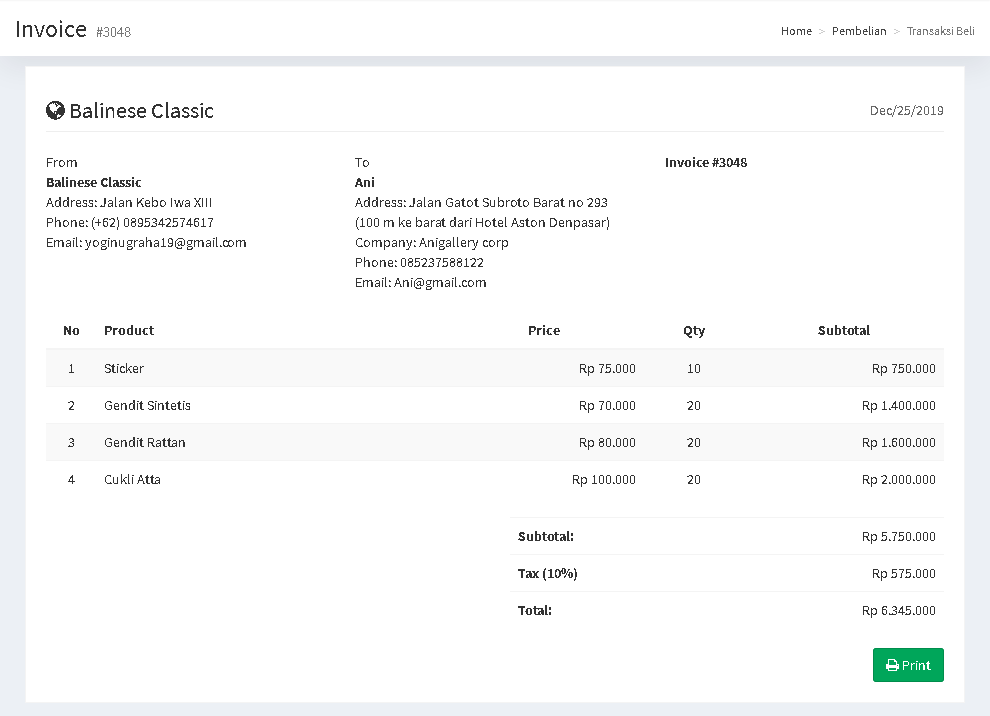 Invoice #3048
Home > Pembelian > Transaksi Beli
Balinese Classic
Dec/25/2019
From
Balinese Classic
Address: Jalan Kebo Iwa XIII
Phone: (+62) 0895342574617
Email: yoginugraha19@gmail.com
To
Ani
Address: Jalan Gatot Subroto Barat no 293
(100 m ke barat dari Hotel Aston Denpasar)
Company: Anigallery corp
Phone: 085237588122
Email: Ani@gmail.com
Invoice #3048
No Product Price Qty Subtotal
1 Sticker Rp 75.000 10 Rp 750.000
2 Gendit Sintetis Rp 70.000 20 Rp 1.400.000
3 Gendit Rattan Rp 80.000 20 Rp 1.600.000
4 Cukli Atta Rp 100.000 20 Rp 2.000.000
Subtotal: Rp 5.750.000
Tax (10%) Rp 575.000
Total: Rp 6.345.000
Print